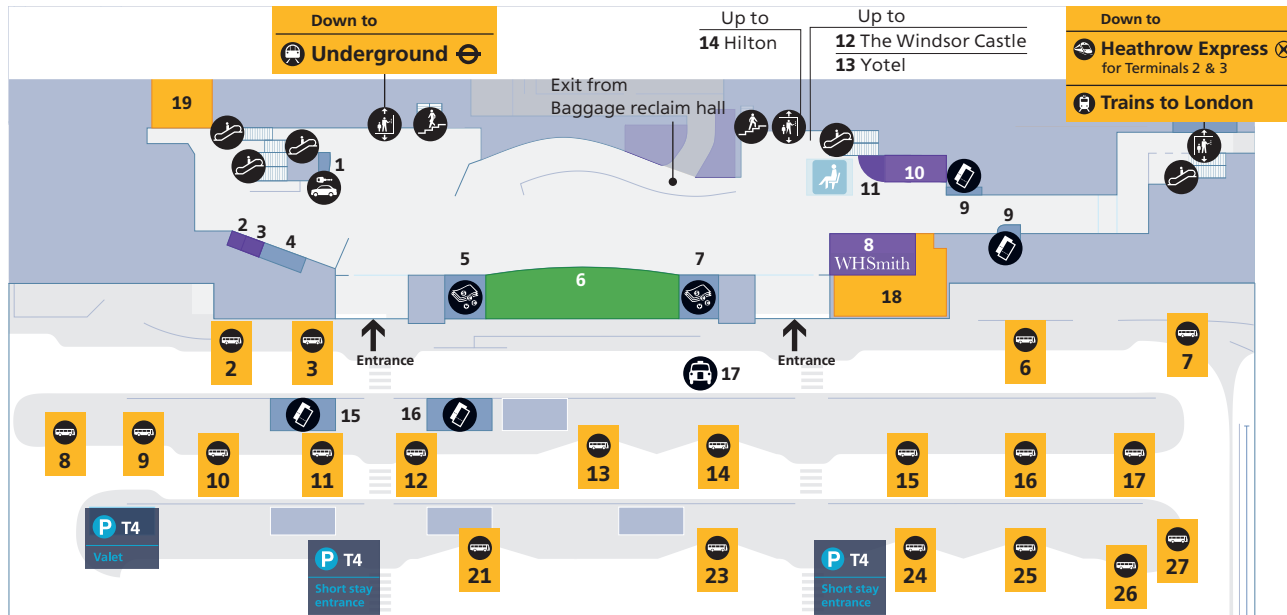 Down to
Underground
Up to
14 Hilton
Up to
12 The Windsor Castle
13 Yotel
Down to
Heathrow Express
for Terminals 2 & 3
Trains to London
Exit from
Baggage reclaim hall
19
1
2
3
4
5
6
7
8
WHSmith
9
9
10
11
18
Entrance
Entrance
2
3
17
6
7
15
16
8
9
10
11
12
13
14
15
16
17
P T4
Valet
P T4
Short stay
entrance
21
23
P T4
Short stay
entrance
24
25
26
27